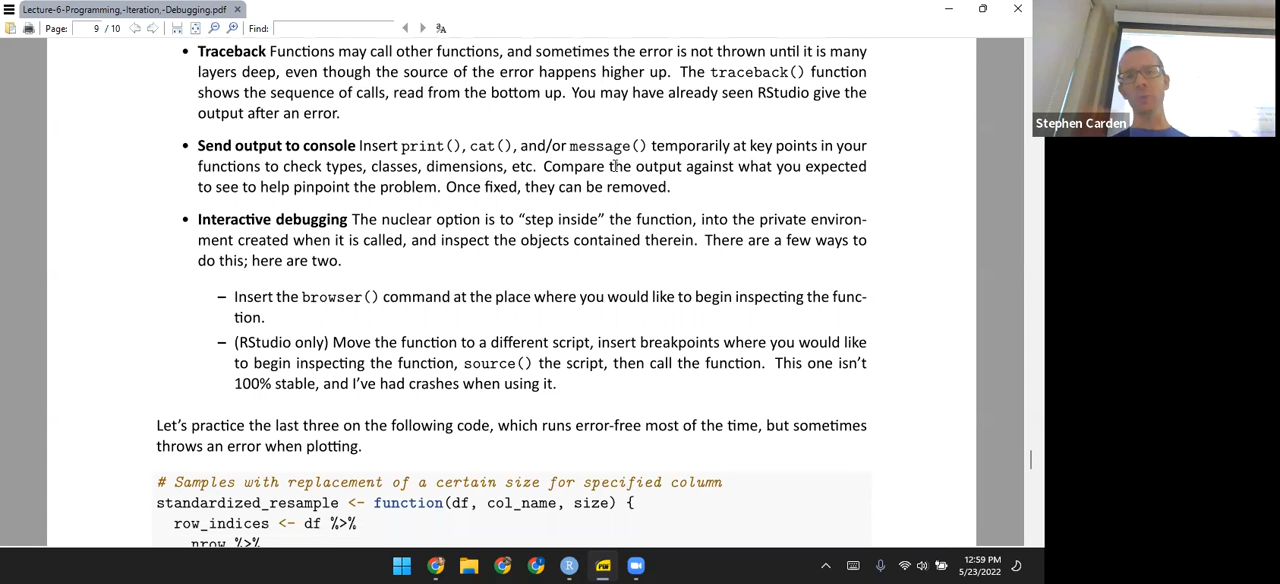 Lecture-6-Programming,-Iteration,-Debugging.pdf
Page: 9 / 10 Find:
• Traceback Functions may call other functions, and sometimes the error is not thrown until it is many
layers deep, even though the source of the error happens higher up. The traceback() function
shows the sequence of calls, read from the bottom up. You may have already seen RStudio give the
output after an error.
Stephen Carden
• Send output to console Insert print(), cat(), and/or message() temporarily at key points in your
functions to check types, classes, dimensions, etc. Compare the output against what you expected
to see to help pinpoint the problem. Once fixed, they can be removed.
• Interactive debugging The nuclear option is to “step inside” the function, into the private environ-
ment created when it is called, and inspect the objects contained therein. There are a few ways to
do this; here are two.
– Insert the browser() command at the place where you would like to begin inspecting the func-
tion.
– (RStudio only) Move the function to a different script, insert breakpoints where you would like
to begin inspecting the function, source() the script, then call the function. This one isn’t
100% stable, and I’ve had crashes when using it.
Let’s practice the last three on the following code, which runs error-free most of the time, but sometimes
throws an error when plotting.
# Samples with replacement of a certain size for specified column
standardized_resample <- function(df, col_name, size) {
row_indices <- df %>%
nrow %>%
12:59 PM
5/23/2022